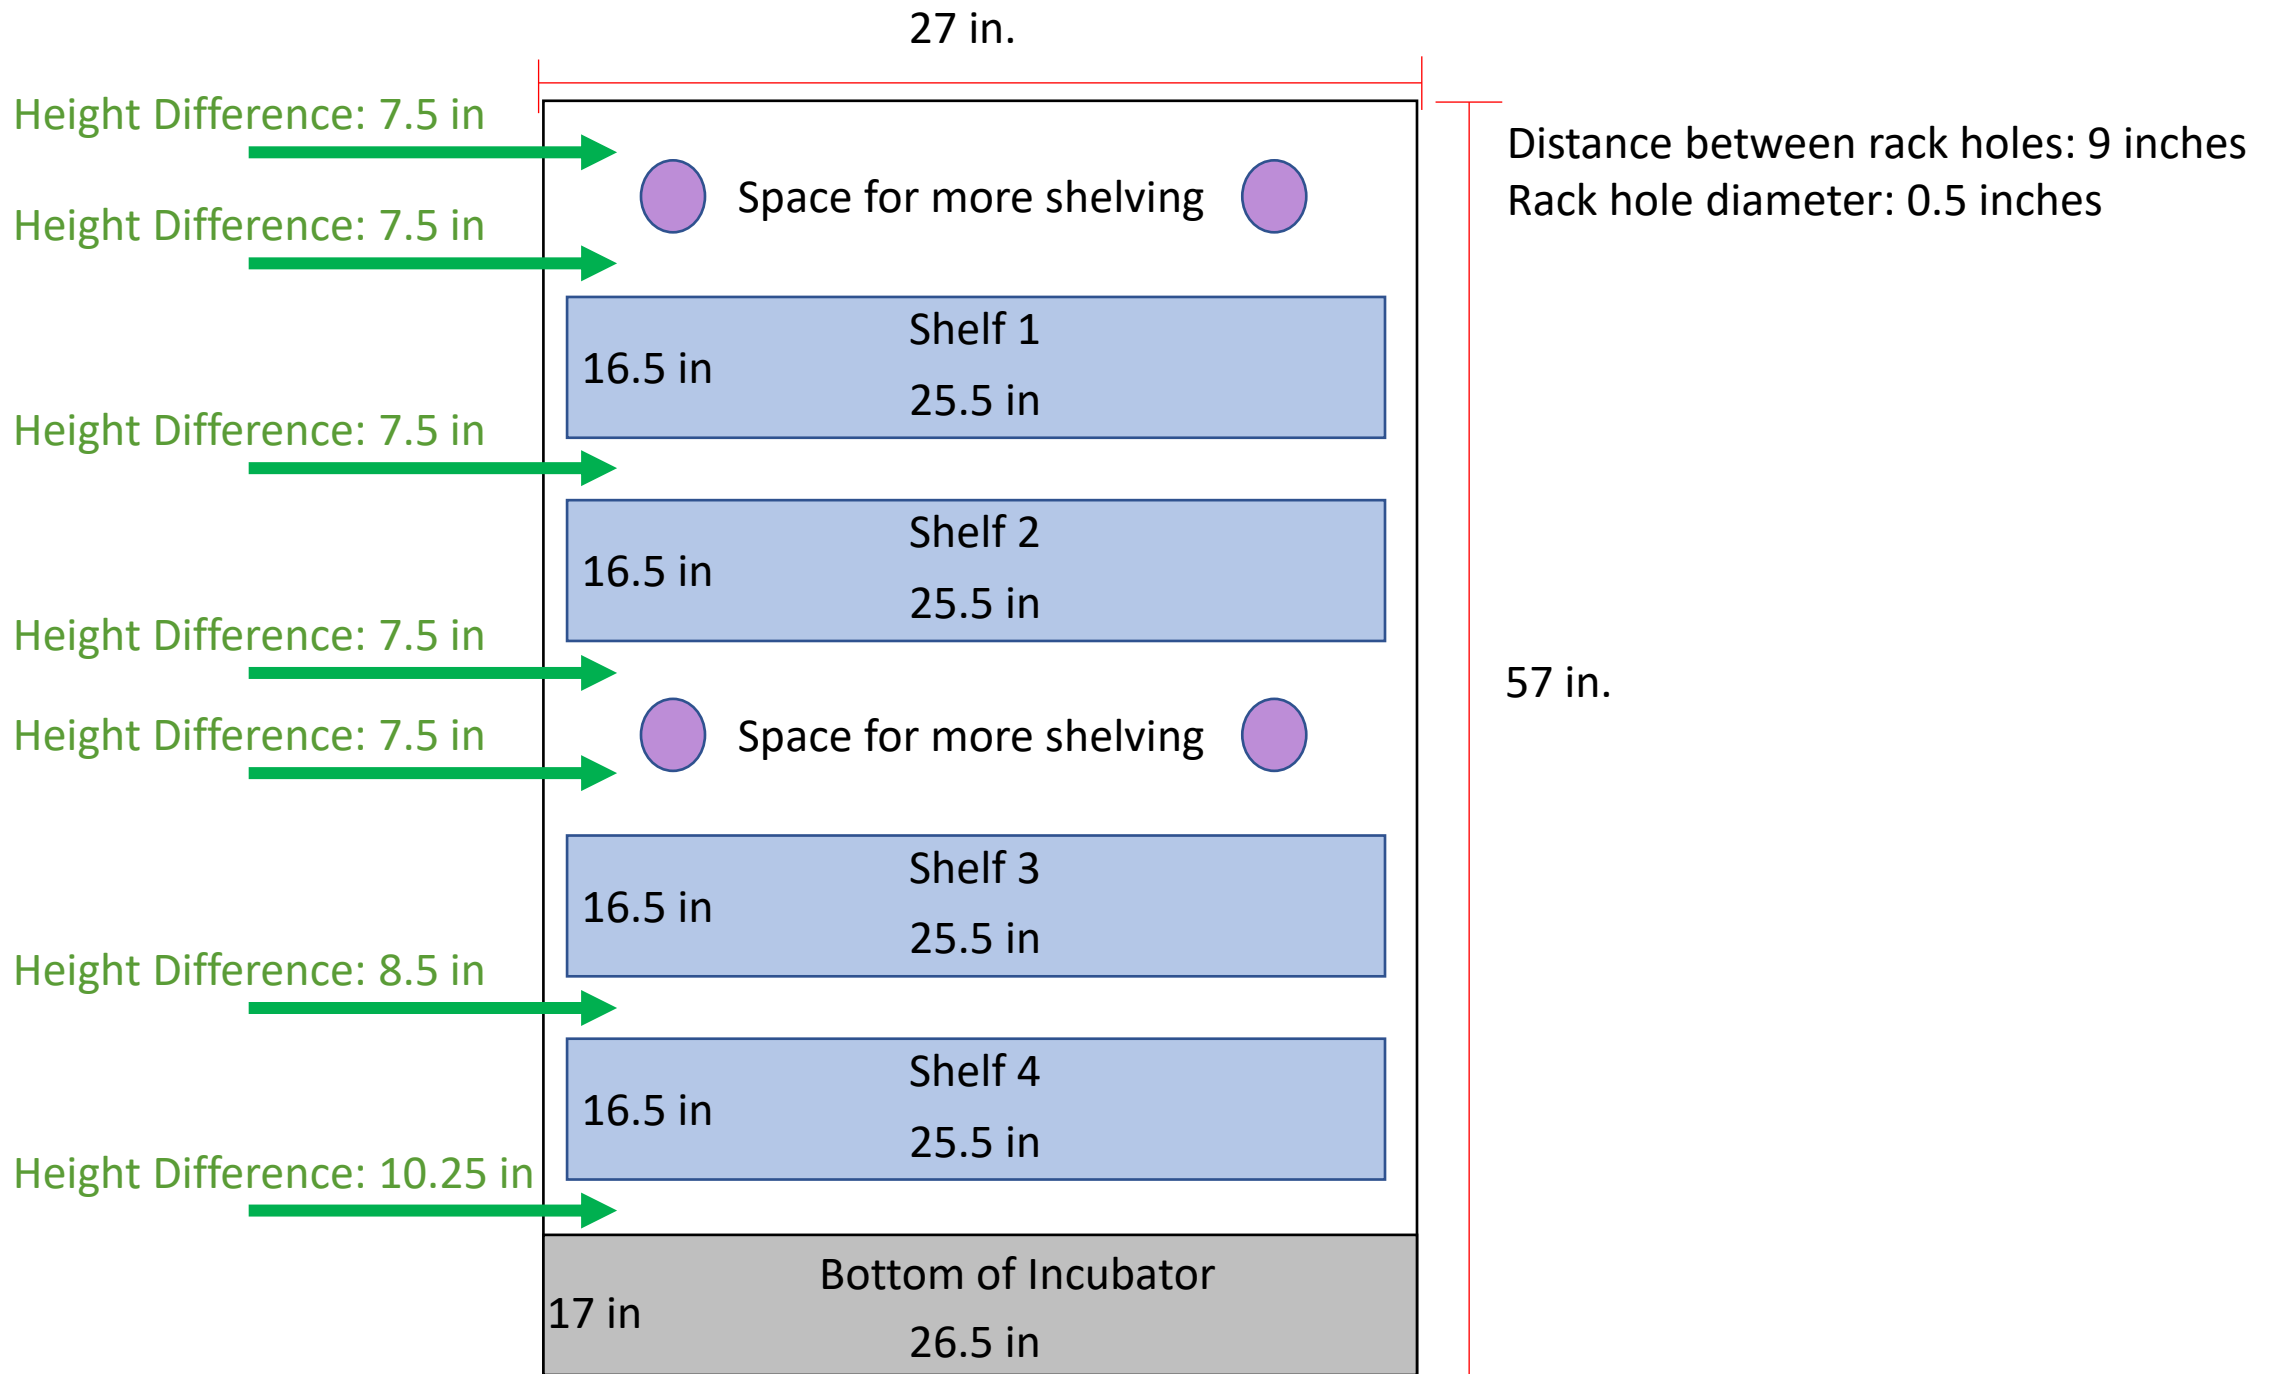 27 in.
Height Difference: 7.5 in
Distance between rack holes: 9 inches
Space for more shelving
Rack hole diameter: 0.5 inches
Height Difference: 7.5 in
Shelf 1
16.5 in
25.5 in
Height Difference: 7.5 in
Shelf 2
16.5 in
25.5 in
Height Difference: 7.5 in
57 in.
Height Difference: 7.5 in
Space for more shelving
Shelf 3
16.5 in
25.5 in
Height Difference: 8.5 in
Shelf 4
16.5 in
25.5 in
Height Difference: 10.25 in
Bottom of Incubator
17 in
26.5 in